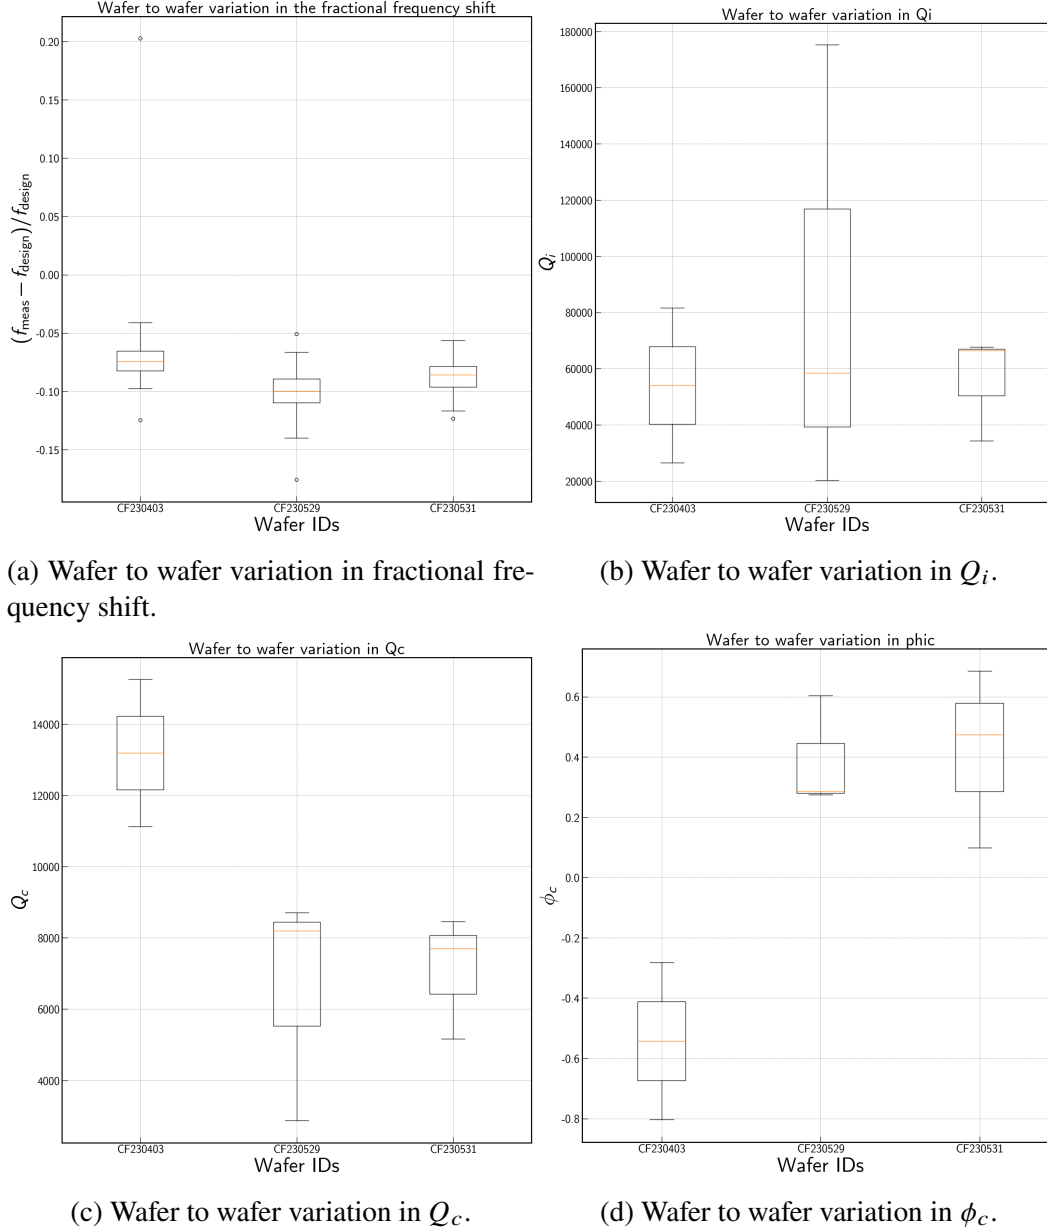 Wafer to wafer variation in the fractional frequency shift
0.20
0.15
0.10
0.05
0.00
-0.05
-0.10
-0.15
(f_meas − f_design)/f_design
CF230403 CF230529 CF230531
Wafer IDs
(a) Wafer to wafer variation in fractional fre-
quency shift.
Wafer to wafer variation in Qi
180000
160000
140000
120000
100000
80000
60000
40000
20000
Q_i
CF230403 CF230529 CF230531
Wafer IDs
(b) Wafer to wafer variation in Q_i.
Wafer to wafer variation in Qc
14000
12000
10000
8000
6000
4000
Q_c
CF230403 CF230529 CF230531
Wafer IDs
(c) Wafer to wafer variation in Q_c.
Wafer to wafer variation in phic
0.6
0.4
0.2
0.0
-0.2
-0.4
-0.6
-0.8
ϕ_c
CF230403 CF230529 CF230531
Wafer IDs
(d) Wafer to wafer variation in ϕ_c.